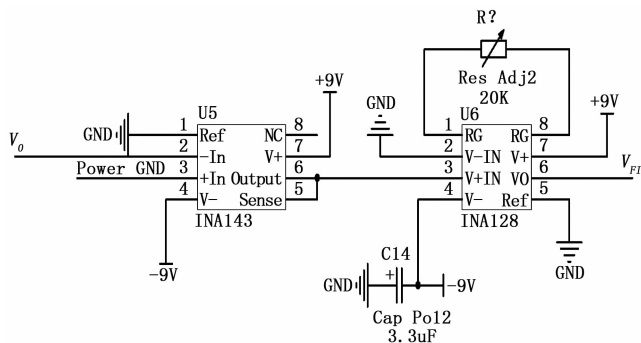 R?
Res Adj2
20K
+9V
GND
+9V
U5
U6
GND
1
Ref
NC
8
1
RG
RG
8
V0
2
-In
V+
7
2
V-IN
V+
7
VFI
Power GND
3
+In
Output
6
3
V+IN
VO
6
4
V-
Sense
5
4
V-
Ref
5
INA143
INA128
-9V
C14
GND
GND
+
-9V
Cap Pol2
3.3uF